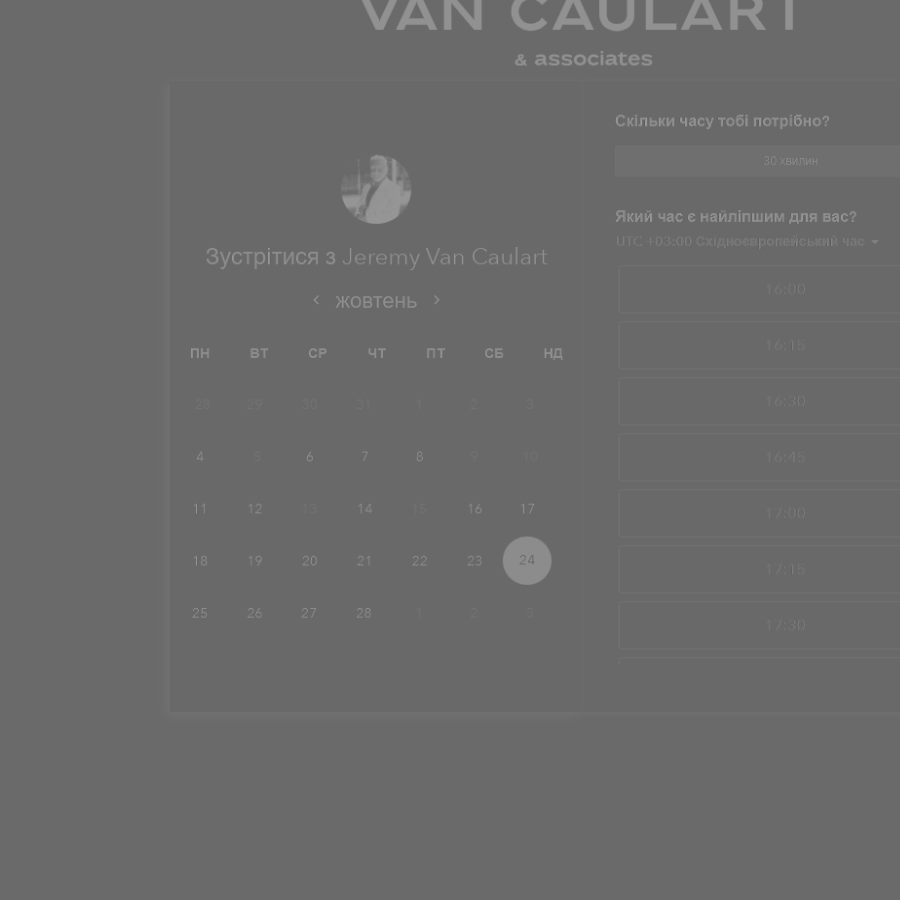 VAN CAULART
& associates
Зустрітися з Jeremy Van Caulart
жовтень
ПН ВТ СР ЧТ ПТ СБ НД
28 29 30 31 1 2 3
4 5 6 7 8 9 10
11 12 13 14 15 16 17
18 19 20 21 22 23 24
25 26 27 28 1 2 3
Скільки часу тобі потрібно?
30 хвилин
Який час є найліпшим для вас?
UTC +03:00 Східноєвропейський час
16:00
16:15
16:30
16:45
17:00
17:15
17:30